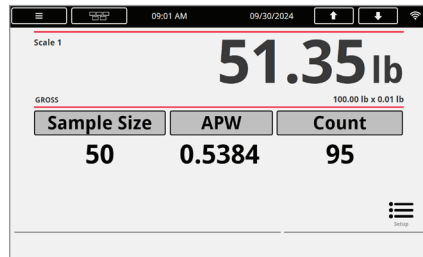 09:01 AM 09/30/2024
Scale 1
51.35 lb
GROSS 100.00 lb x 0.01 lb
Sample Size APW Count
50 0.5384 95
Setup